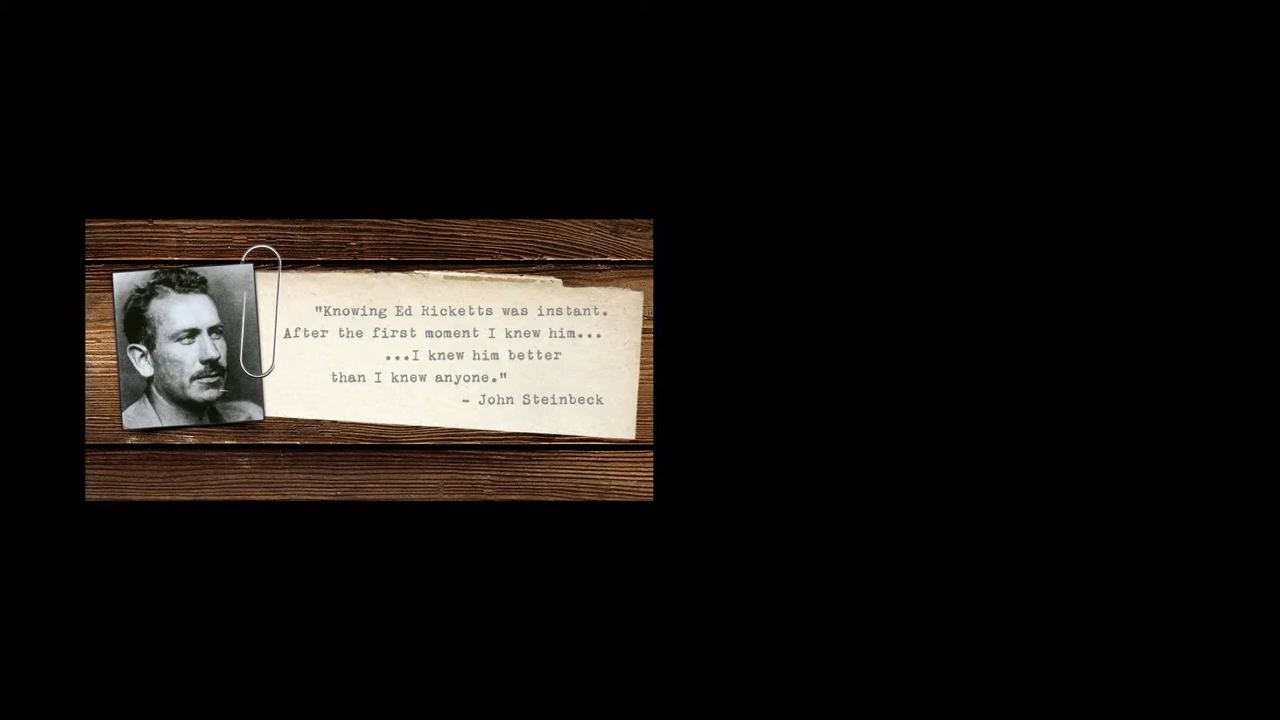 "Knowing Ed Ricketts was instant.
After the first moment I knew him...
...I knew him better
than I knew anyone."
- John Steinbeck